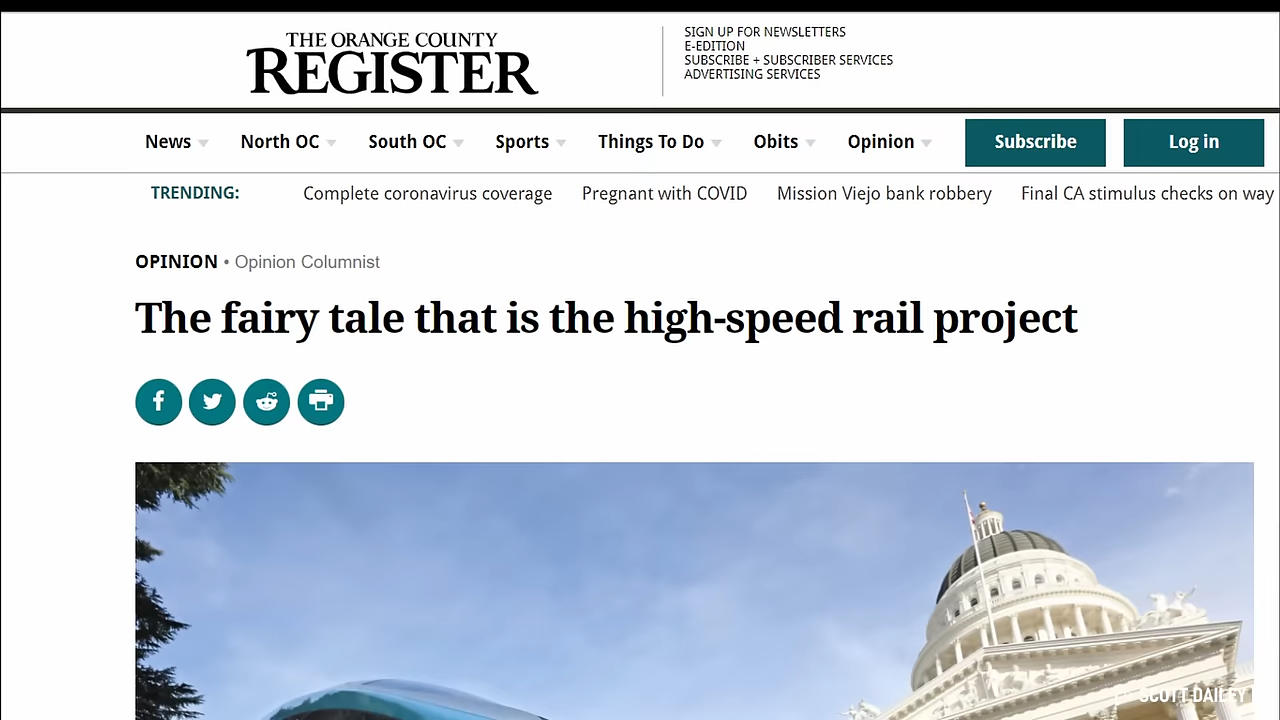 THE ORANGE COUNTY
REGISTER
SIGN UP FOR NEWSLETTERS
E-EDITION
SUBSCRIBE + SUBSCRIBER SERVICES
ADVERTISING SERVICES
News North OC South OC Sports Things To Do Obits Opinion Subscribe Log in
TRENDING: Complete coronavirus coverage Pregnant with COVID Mission Viejo bank robbery Final CA stimulus checks on way
OPINION • Opinion Columnist
The fairy tale that is the high-speed rail project
SCOTT DAILEY